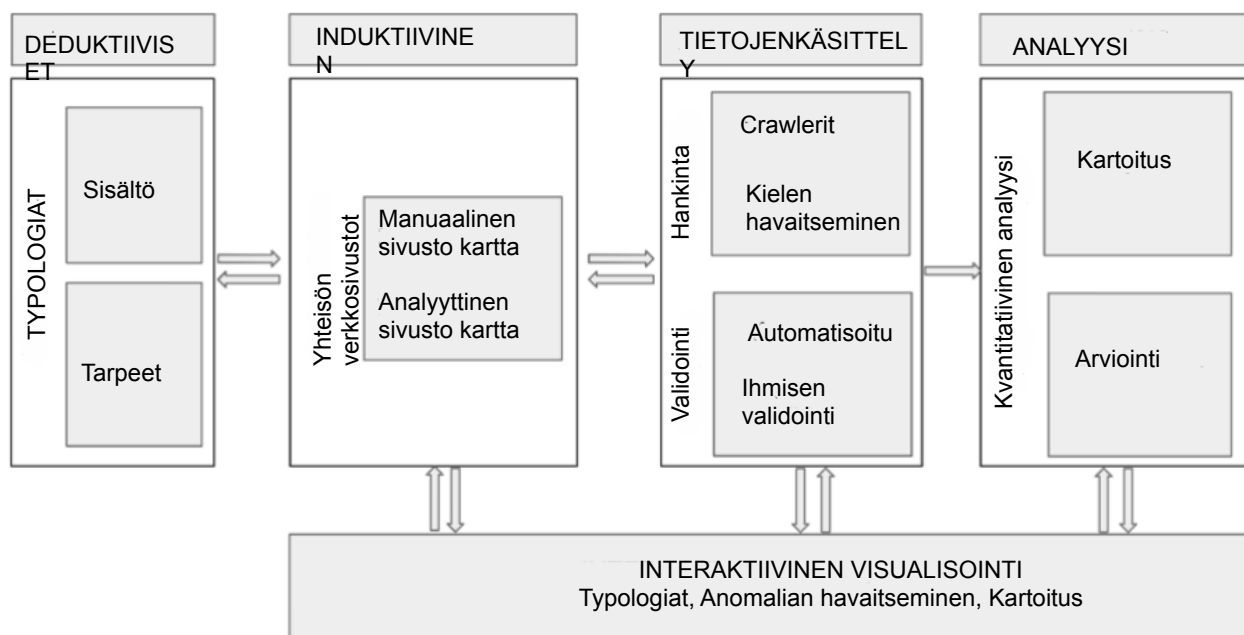 DEDUKTIIVIS
ET
INDUKTIIVINE
N
TIETOJENKÄSITTEL
Y
ANALYYSI
TYPOLOGIAT
Sisältö
Tarpeet
Yhteisön
verkkosivustot
Manuaalinen
sivusto kartta
Analyyttinen
sivusto kartta
Hankinta
Crawlerit
Kielen
havaitseminen
Validointi
Automatisoitu
Ihmisen
validointi
Kvantitatiivinen analyysi
Kartoitus
Arviointi
INTERAKTIIVINEN VISUALISOINTI
Typologiat, Anomalian havaitseminen, Kartoitus